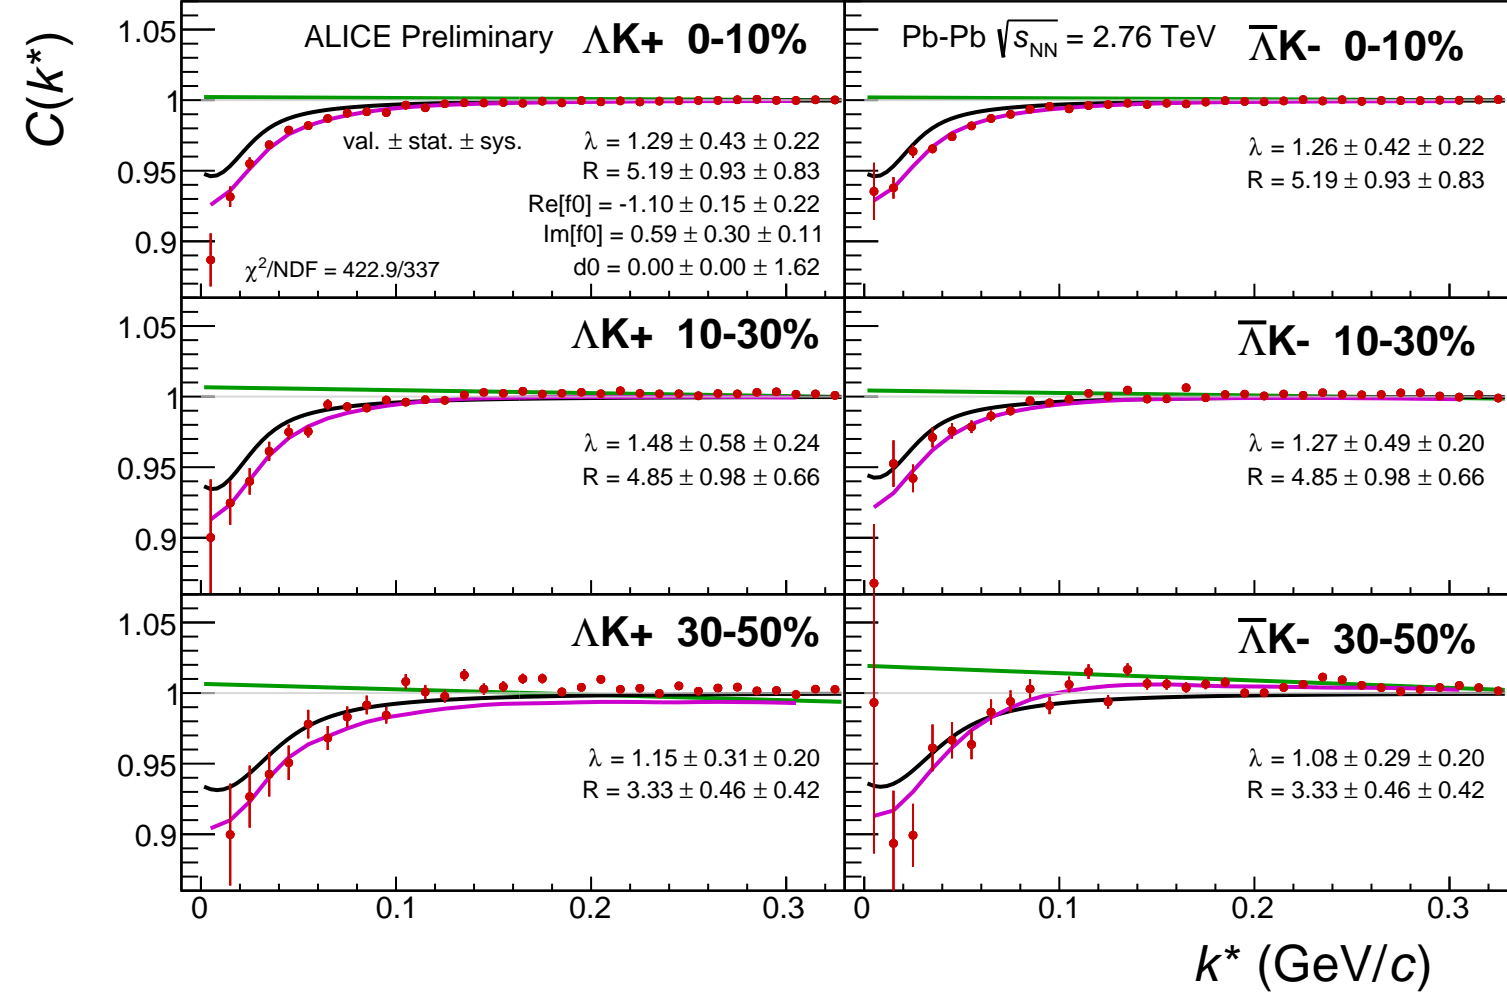 C(k*)
ALICE Preliminary ΛK+ 0-10%
1.05
1
0.95
0.9
val. ± stat. ± sys.
λ = 1.29 ± 0.43 ± 0.22
R = 5.19 ± 0.93 ± 0.83
Re[f0] = -1.10 ± 0.15 ± 0.22
Im[f0] = 0.59 ± 0.30 ± 0.11
d0 = 0.00 ± 0.00 ± 1.62
χ²/NDF = 422.9/337
Pb-Pb √sNN = 2.76 TeV Λ̅K- 0-10%
λ = 1.26 ± 0.42 ± 0.22
R = 5.19 ± 0.93 ± 0.83
ΛK+ 10-30%
1.05
1
0.95
0.9
λ = 1.48 ± 0.58 ± 0.24
R = 4.85 ± 0.98 ± 0.66
Λ̅K- 10-30%
λ = 1.27 ± 0.49 ± 0.20
R = 4.85 ± 0.98 ± 0.66
ΛK+ 30-50%
1.05
1
0.95
0.9
λ = 1.15 ± 0.31 ± 0.20
R = 3.33 ± 0.46 ± 0.42
Λ̅K- 30-50%
λ = 1.08 ± 0.29 ± 0.20
R = 3.33 ± 0.46 ± 0.42
0 0.1 0.2 0.3 0 0.1 0.2 0.3
k* (GeV/c)